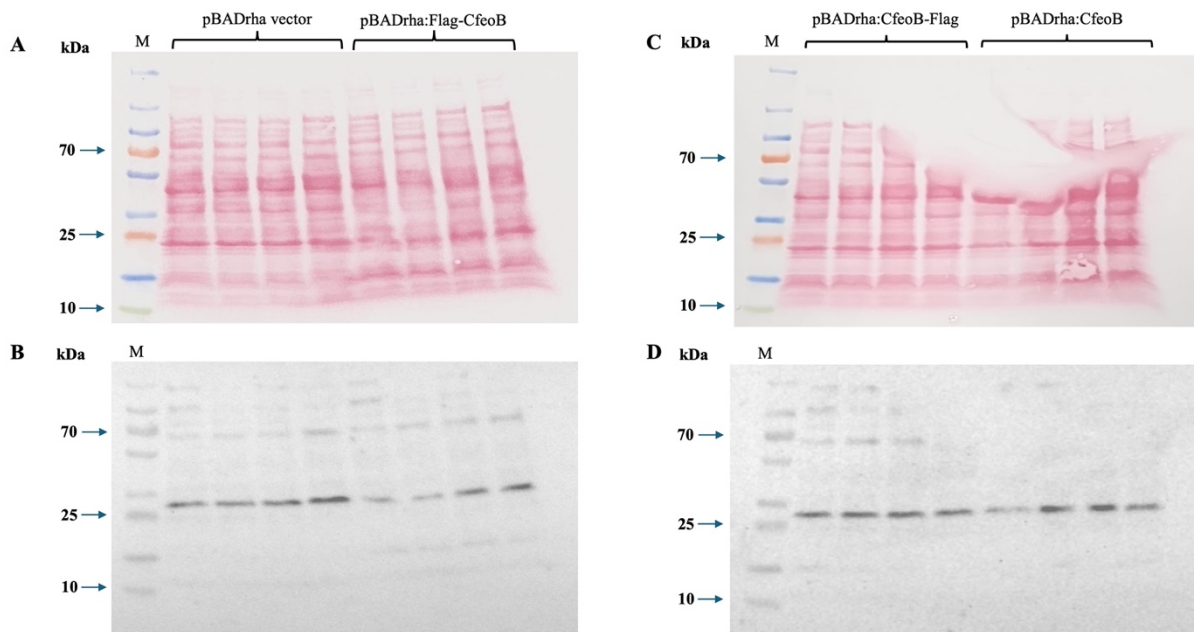 pBADrha vector pBADrha:Flag-CfeoB
A kDa M
70
25
10
B kDa M
70
25
10
pBADrha:CfeoB-Flag pBADrha:CfeoB
C kDa M
70
25
10
D kDa M
70
25
10